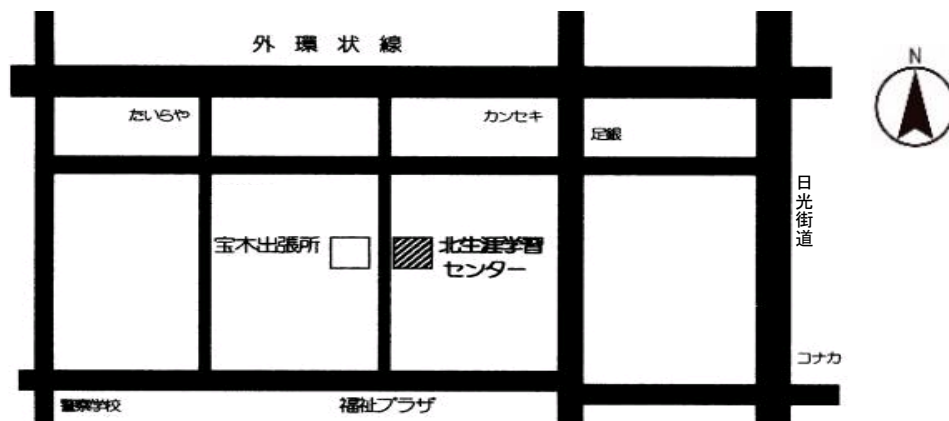 外環状線
N
たいらや
カンセキ
足銀
日光街道
宝木出張所
北生涯学習
センター
コナカ
警察学校
福祉プラザ